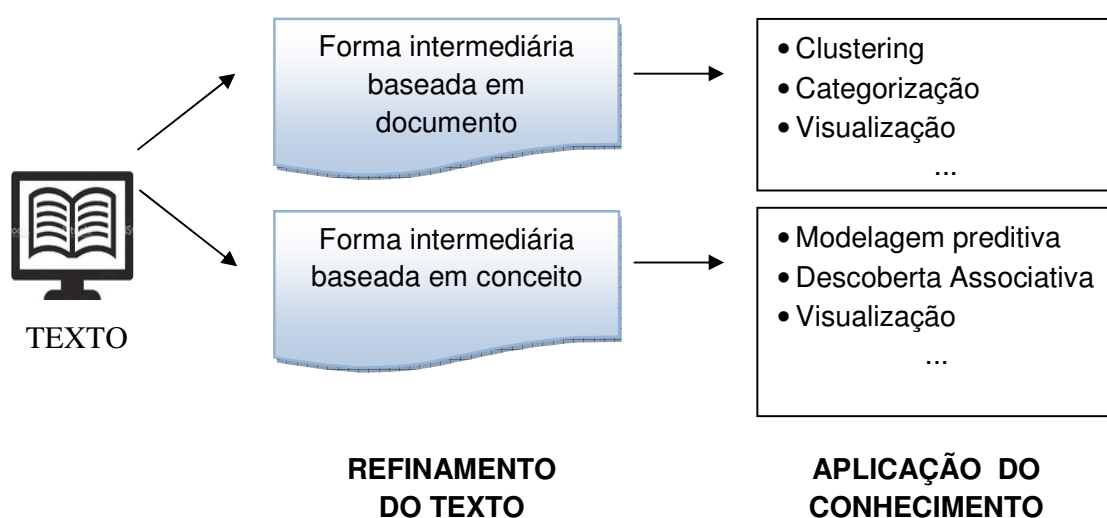 Forma intermediária
baseada em
documento
• Clustering
• Categorização
• Visualização
...
TEXTO
Forma intermediária
baseada em conceito
• Modelagem preditiva
• Descoberta Associativa
• Visualização
...
REFINAMENTO
DO TEXTO
APLICAÇÃO DO
CONHECIMENTO